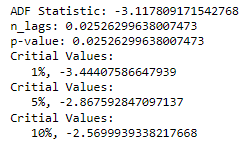 ADF Statistic: -3.117809171542768
n_lags: 0.02526299638007473
p-value: 0.02526299638007473
Critial Values:
1%, -3.44407586647939
Critial Values:
5%, -2.867592847097137
Critial Values:
10%, -2.5699939338217668